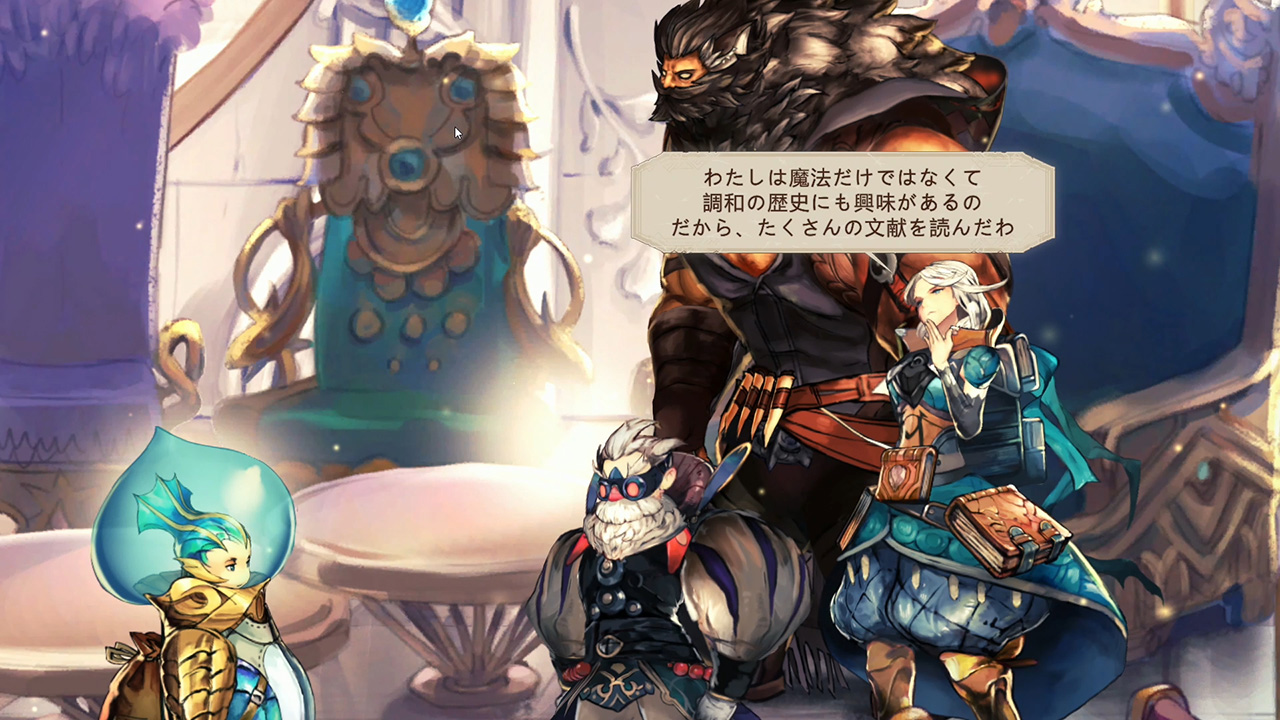 わたしは魔法だけではなくて
調和の歴史にも興味があるの
だから、たくさんの文献を読んだわ